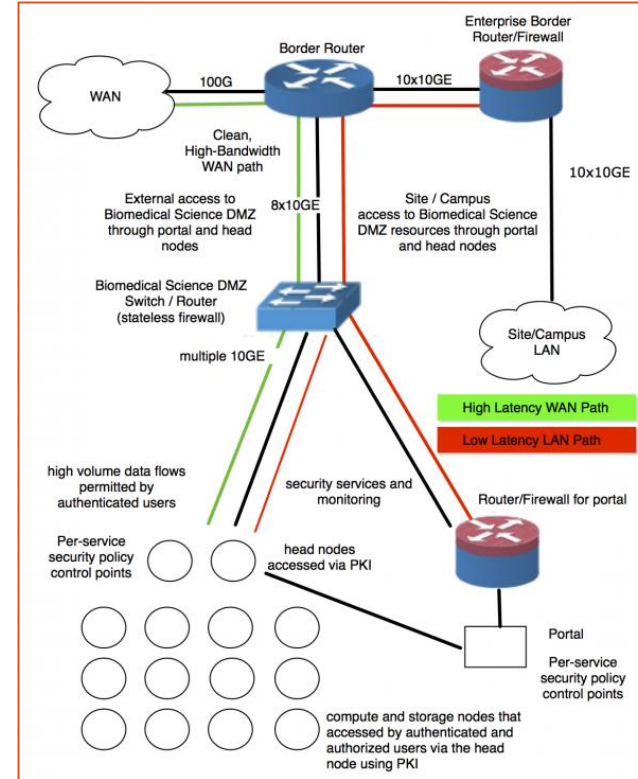 Enterprise Border
Router/Firewall
Border Router
WAN
100G
10x10GE
Clean,
High-Bandwidth
WAN path
10x10GE
External access to
Biomedical Science DMZ
through portal and head
nodes
8x10GE
Site / Campus
access to Biomedical Science
DMZ resources through portal
and head nodes
Biomedical Science DMZ
Switch / Router
(stateless firewall)
Site/Campus
LAN
multiple 10GE
High Latency WAN Path
Low Latency LAN Path
high volume data flows
permitted by
authenticated users
security services and
monitoring
Router/Firewall for portal
Per-service
security policy
control points
head nodes
accessed via PKI
Portal
Per-service
security policy
control points
compute and storage nodes that
accessed by authenticated and
authorized users via the head
node using PKI